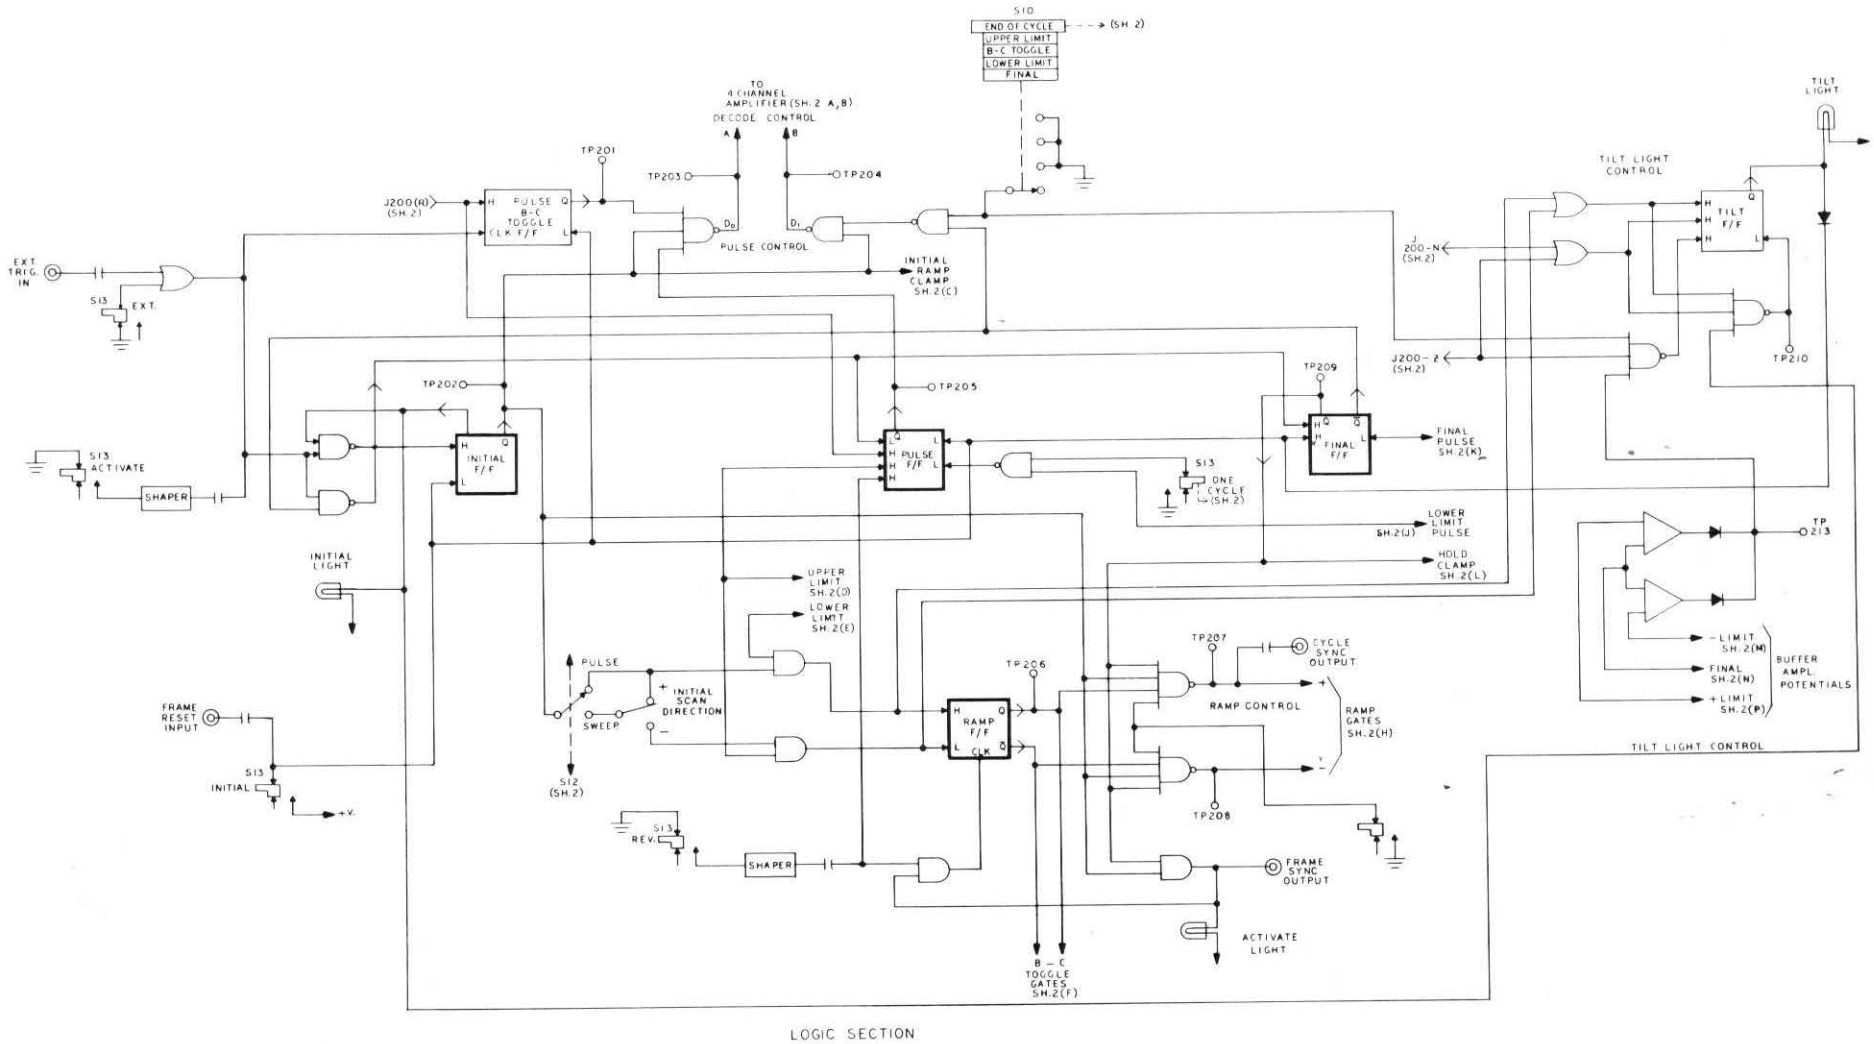 S10
END OF CYCLE
(SH.2)
UPPER LIMIT
B-C TOGGLE
LOWER LIMIT
FINAL
TO
4 CHANNEL
AMPLIFIER (SH.2 A,B)
DECODE CONTROL
A
B
TILT
LIGHT
TP201
TP203
TP204
TILT LIGHT
CONTROL
J200(R)
(SH.2)
H
PULSE
Q
B-C
TOGGLE
CLK F/F
L
D0
D1
PULSE CONTROL
H
Q
H
TILT
F/F
H
L
J
200-N
(SH.2)
EXT.
TRIG.
IN
S13
EXT.
INITIAL
RAMP
CLAMP
SH.2(C)
J200-2
(SH.2)
TP210
TP202
TP205
TP209
H
Q
INITIAL
F/F
L
L
Q
L
H
PULSE
H
F/F
L
H
H
Q
Q
H
L
FINAL
F/F
FINAL
PULSE
SH.2(K)
S13
ACTIVATE
SHAPER
S13
ONE
CYCLE
(SH.2)
LOWER
LIMIT
PULSE
SH.2(J)
TP
213
INITIAL
LIGHT
HOLD
CLAMP
SH.2(L)
UPPER
LIMIT
SH.2(D)
LOWER
LIMIT
SH.2(E)
PULSE
+
INITIAL
SCAN
DIRECTION
SWEEP
-
S12
(SH.2)
TP206
TP207
CYCLE
SYNC
OUTPUT
-LIMIT
SH.2(M)
FINAL
SH.2(N)
+LIMIT
SH.2(P)
BUFFER
AMPL.
POTENTIALS
FRAME
RESET
INPUT
H
Q
RAMP
F/F
L
CLK
Q
RAMP CONTROL
+
RAMP
GATES
SH.2(H)
-
TP208
TILT LIGHT CONTROL
S13
INITIAL
+V.
S13
REV.
SHAPER
FRAME
SYNC
OUTPUT
ACTIVATE
LIGHT
B-C
TOGGLE
GATES
SH.2(F)
LOGIC SECTION